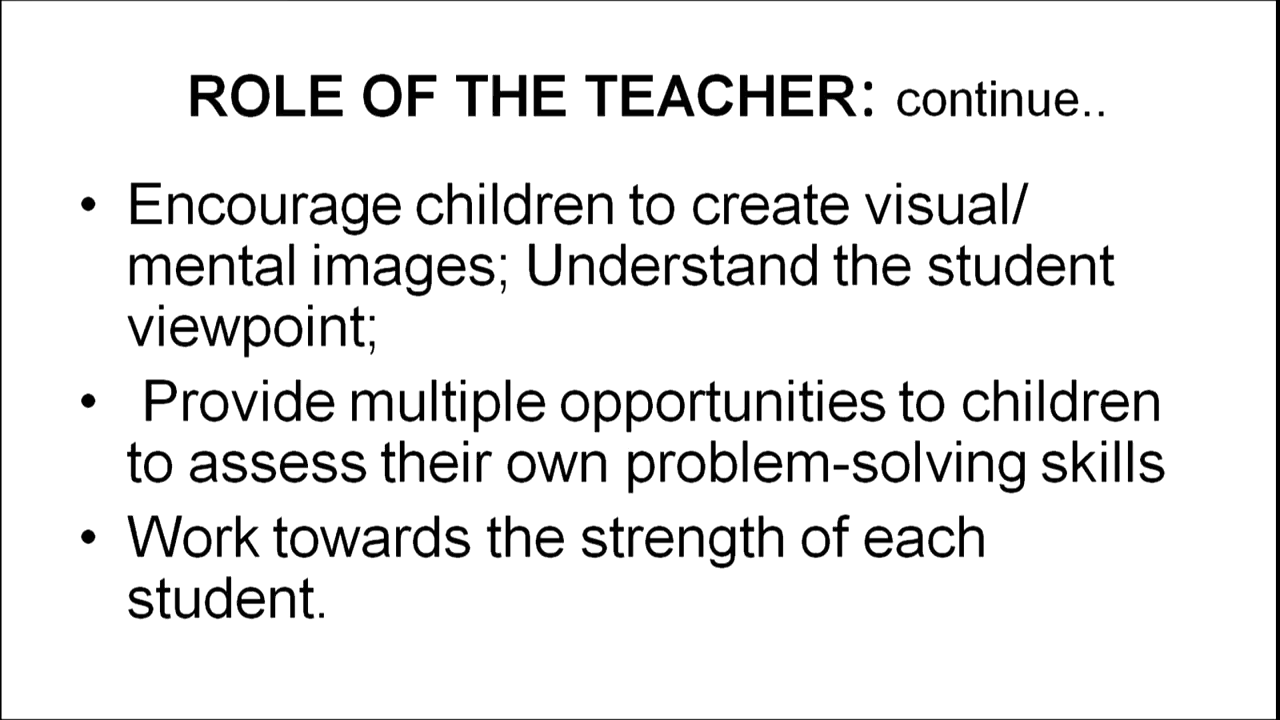 ROLE OF THE TEACHER: continue..
• Encourage children to create visual/
mental images; Understand the student
viewpoint;
• Provide multiple opportunities to children
to assess their own problem-solving skills
• Work towards the strength of each
student.